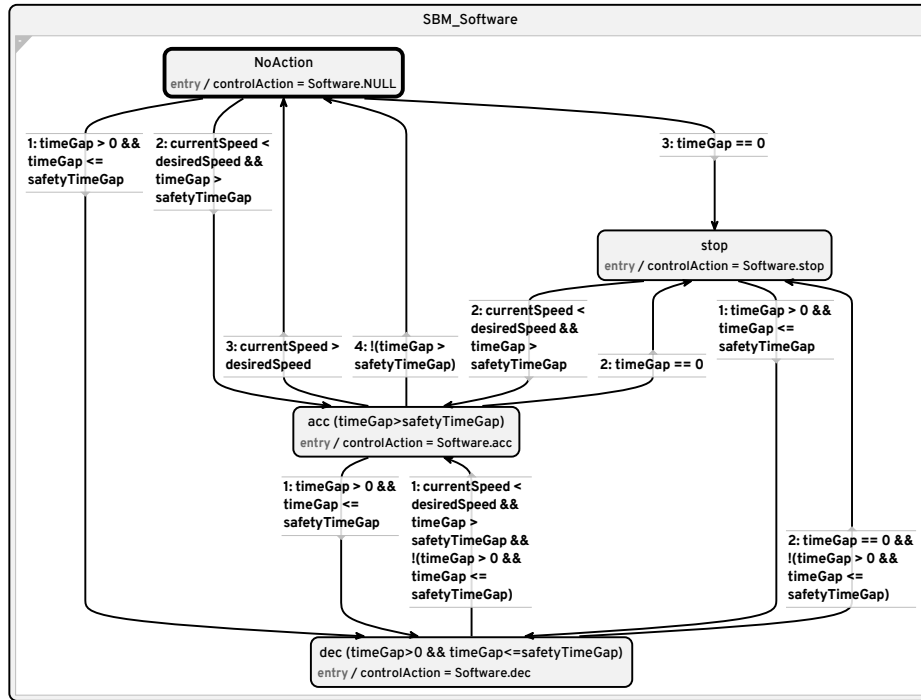 SBM_Software
-
NoAction
entry / controlAction = Software.NULL
1: timeGap > 0 &&
timeGap <=
safetyTimeGap
2: currentSpeed <
desiredSpeed &&
timeGap >
safetyTimeGap
3: timeGap == 0
stop
entry / controlAction = Software.stop
3: currentSpeed >
desiredSpeed
4: !(timeGap >
safetyTimeGap)
2: currentSpeed <
desiredSpeed &&
timeGap >
safetyTimeGap
2: timeGap == 0
1: timeGap > 0 &&
timeGap <=
safetyTimeGap
acc (timeGap>safetyTimeGap)
entry / controlAction = Software.acc
1: timeGap > 0 &&
timeGap <=
safetyTimeGap
1: currentSpeed <
desiredSpeed &&
timeGap >
safetyTimeGap &&
!(timeGap > 0 &&
timeGap <=
safetyTimeGap)
2: timeGap == 0 &&
!(timeGap > 0 &&
timeGap <=
safetyTimeGap)
dec (timeGap>0 && timeGap<=safetyTimeGap)
entry / controlAction = Software.dec